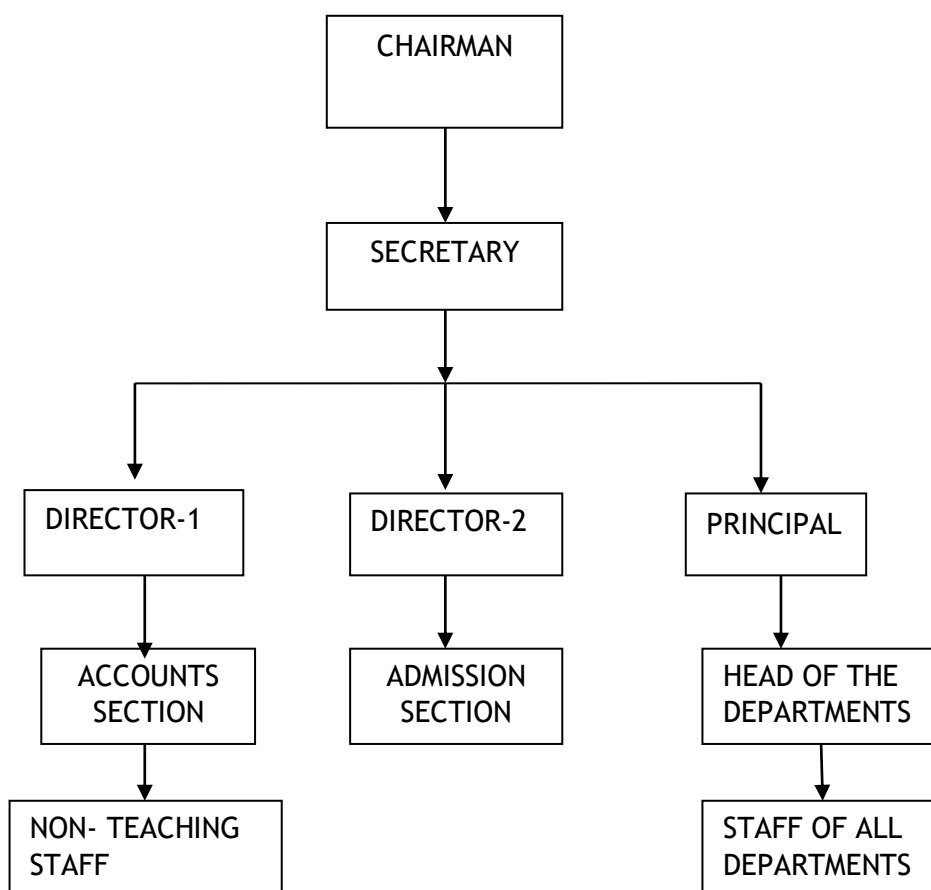 CHAIRMAN
SECRETARY
DIRECTOR-1
DIRECTOR-2
PRINCIPAL
ACCOUNTS
SECTION
ADMISSION
SECTION
HEAD OF THE
DEPARTMENTS
NON- TEACHING
STAFF
STAFF OF ALL
DEPARTMENTS